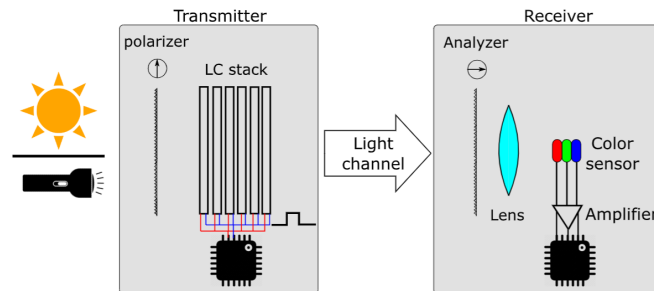 Transmitter
polarizer
LC stack
Light
channel
Receiver
Analyzer
Lens
Color
sensor
Amplifier